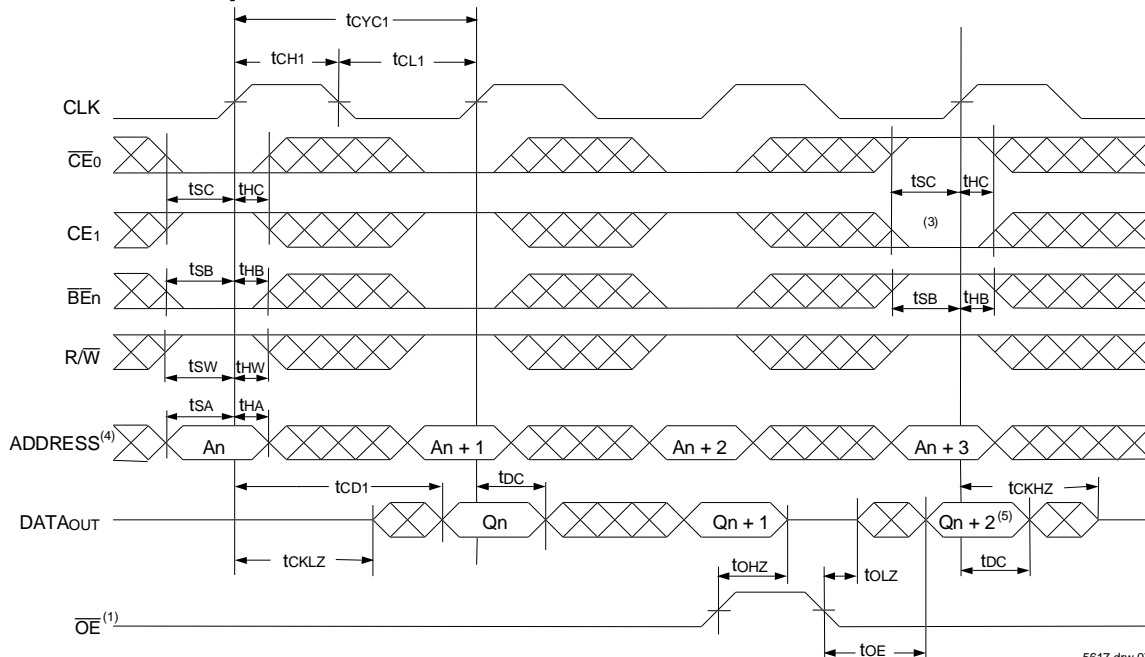 tCYC1
tCH1
tCL1
CLK
CE0
tSC
tHC
tSC
tHC
CE1
(3)
tSB
tHB
BEn
tSB
tHB
R/W
tSW
tHW
tSA
tHA
ADDRESS(4)
An
An + 1
An + 2
An + 3
tCD1
tDC
tCKHZ
DATAOUT
Qn
Qn + 1
Qn + 2(5)
tCKLZ
tOHZ
tOLZ
tDC
OE(1)
tOE